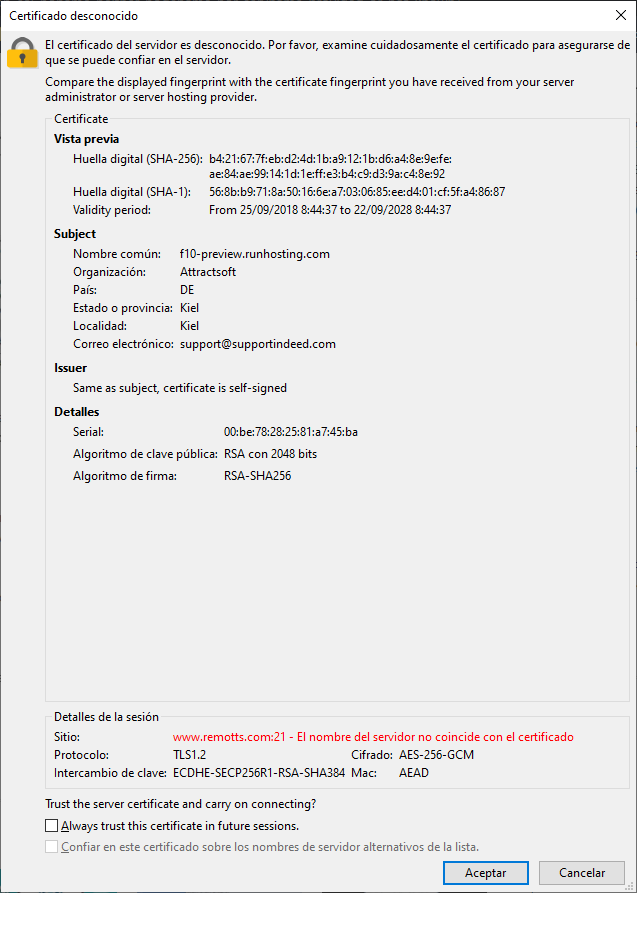 Certificado desconocido
El certificado del servidor es desconocido. Por favor, examine cuidadosamente el certificado para asegurarse de
que se puede confiar en el servidor.
Compare the displayed fingerprint with the certificate fingerprint you have received from your server
administrator or server hosting provider.
Certificate
Vista previa
Huella digital (SHA-256): b4:21:67:7f:eb:d2:4d:1b:a9:12:1b:d6:a4:8e:9e:fe:
ae:84:ae:99:14:1d:1e:ff:e3:b4:c9:d3:9a:c4:8e:92
Huella digital (SHA-1): 56:8b:b9:71:8a:50:16:6e:a7:03:06:85:ee:d4:01:cf:5f:a4:86:87
Validity period: From 25/09/2018 8:44:37 to 22/09/2028 8:44:37
Subject
Nombre común: f10-preview.runhosting.com
Organización: Attractsoft
País: DE
Estado o provincia: Kiel
Localidad: Kiel
Correo electrónico: support@supportindeed.com
Issuer
Same as subject, certificate is self-signed
Detalles
Serial: 00:be:78:28:25:81:a7:45:ba
Algoritmo de clave pública: RSA con 2048 bits
Algoritmo de firma: RSA-SHA256
Detalles de la sesión
Sitio: www.remotts.com:21 - El nombre del servidor no coincide con el certificado
Protocolo: TLS1.2 Cifrado: AES-256-GCM
Intercambio de clave: ECDHE-SECP256R1-RSA-SHA384 Mac: AEAD
Trust the server certificate and carry on connecting?
Always trust this certificate in future sessions.
Confiar en este certificado sobre los nombres de servidor alternativos de la lista.
Aceptar Cancelar